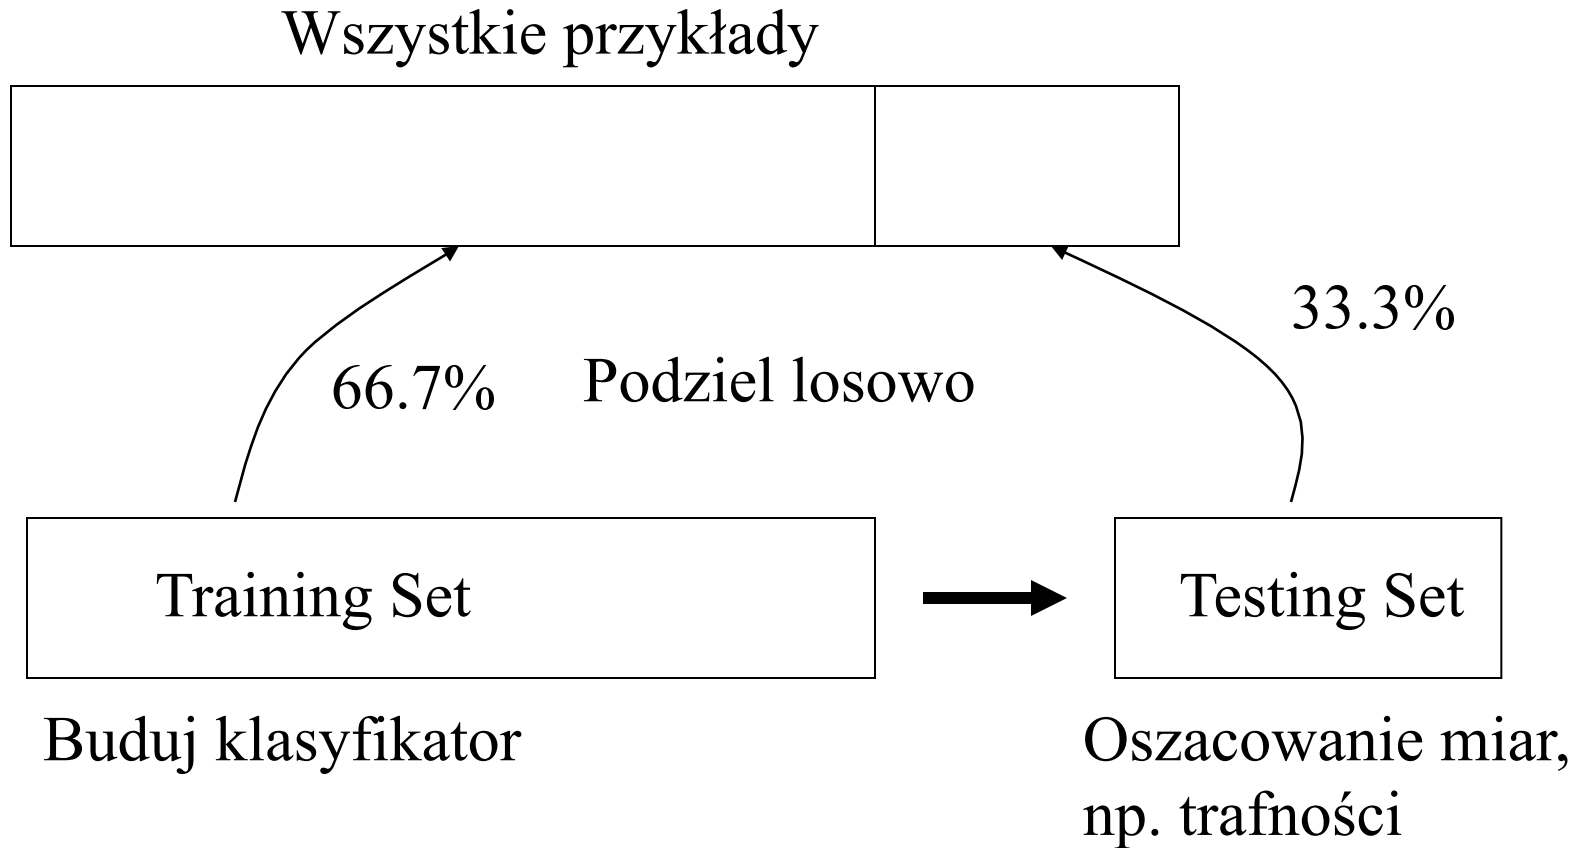 Wszystkie przykłady
33.3%
66.7%
Podziel losowo
Training Set
Testing Set
Buduj klasyfikator
Oszacowanie miar,
np. trafności